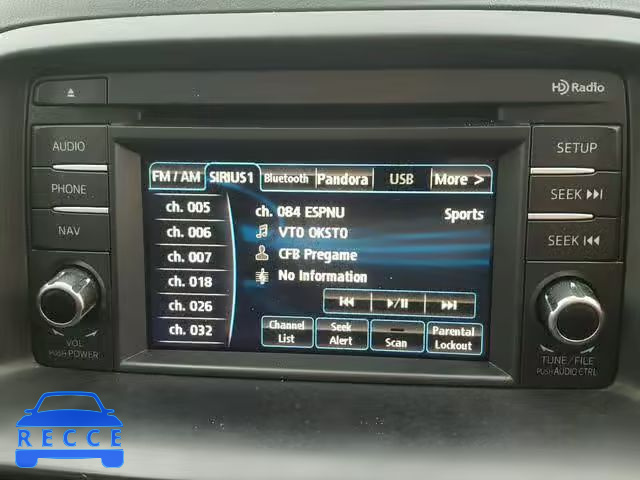 HD Radio
AUDIO
PHONE
NAV
VOL
PUSH POWER
SETUP
SEEK
SEEK
TUNE/FILE
PUSH AUDIO CTRL
FM / AM SIRIUS1 Bluetooth Pandora USB More >
ch. 005
ch. 006
ch. 007
ch. 018
ch. 026
ch. 032
ch. 084 ESPNU Sports
VT0 OKST0
CFB Pregame
No Information
Channel List
Seek Alert
Scan
Parental Lockout
RECCE